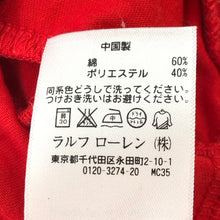 中国製
綿 60%
ポリエステル 40%
同系色どうしで洗ってください。
つけおき洗いはお避けください。
ラルフ ローレン (株)
東京都千代田区永田町2-10-1
0120-3274-20 MC35